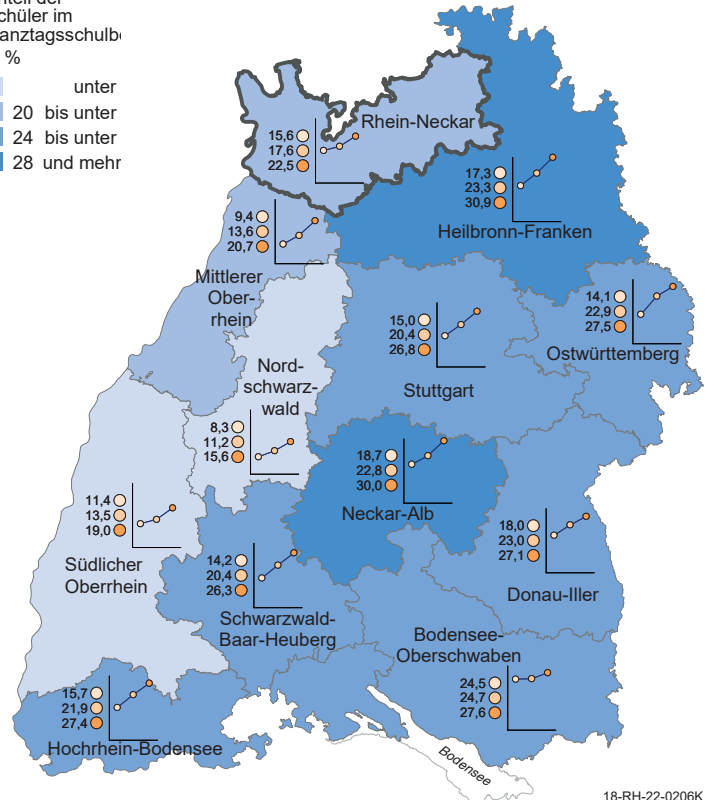 Schüler im
%
unter
20 bis unter
24 bis unter
28 und mehr
Rhein-Neckar
15,6
17,6
22,5
17,3
23,3
30,9
Heilbronn-Franken
9,4
13,6
20,7
Mittlerer
Ober-
rhein
14,1
22,9
27,5
Ostwürttemberg
15,0
20,4
26,8
Stuttgart
Nord-
schwarz-
wald
8,3
11,2
15,6
18,7
22,8
30,0
Neckar-Alb
11,4
13,5
19,0
Südlicher
Oberrhein
18,0
23,0
27,1
Donau-Iller
14,2
20,4
26,3
Schwarzwald-
Baar-Heuberg
Bodensee-
Oberschwaben
24,5
24,7
27,6
15,7
21,9
27,4
Hochrhein-Bodensee
Bodensee
18-RH-22-0206K